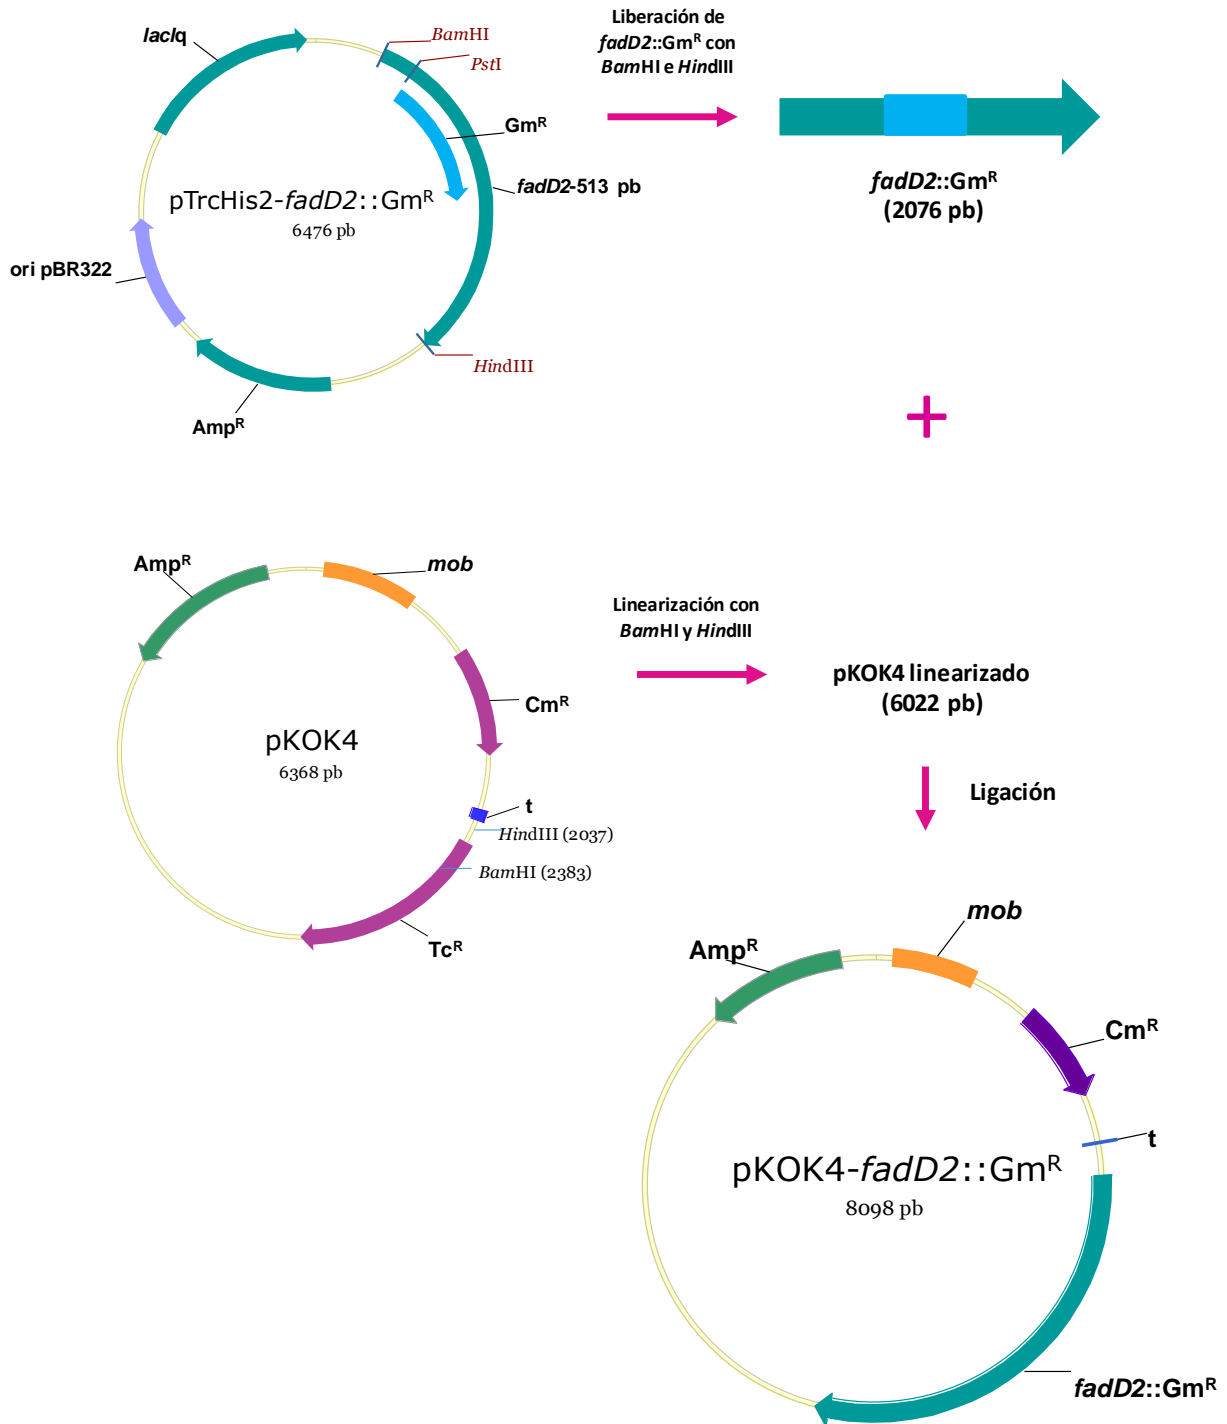 lacIq
BamHI
PstI
GmR
fadD2-513 pb
pTrcHis2-fadD2::GmR
6476 pb
ori pBR322
HindIII
AmpR
Liberación de
fadD2::GmR con
BamHI e HindIII
fadD2::GmR
(2076 pb)
+
AmpR
mob
CmR
pKOK4
6368 pb
t
HindIII (2037)
BamHI (2383)
TcR
Linearización con
BamHI y HindIII
pKOK4 linearizado
(6022 pb)
Ligación
mob
AmpR
CmR
t
pKOK4-fadD2::GmR
8098 pb
fadD2::GmR